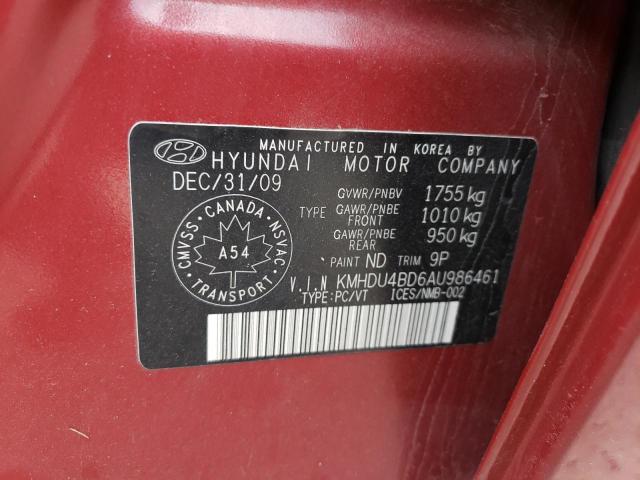 MANUFACTURED IN KOREA BY
HYUNDAI MOTOR COMPANY
DEC/31/09
GVWR/PNBV 1755 kg
TYPE GAWR/PNBE FRONT 1010 kg
GAWR/PNBE REAR 950 kg
PAINT ND TRIM 9P
CMVSS · CANADA · NSVAC
A54
· DEPT. TRANSPORT ·
V.I.N KMHDU4BD6AU986461
TYPE:PC/VT ICES/NMB-002